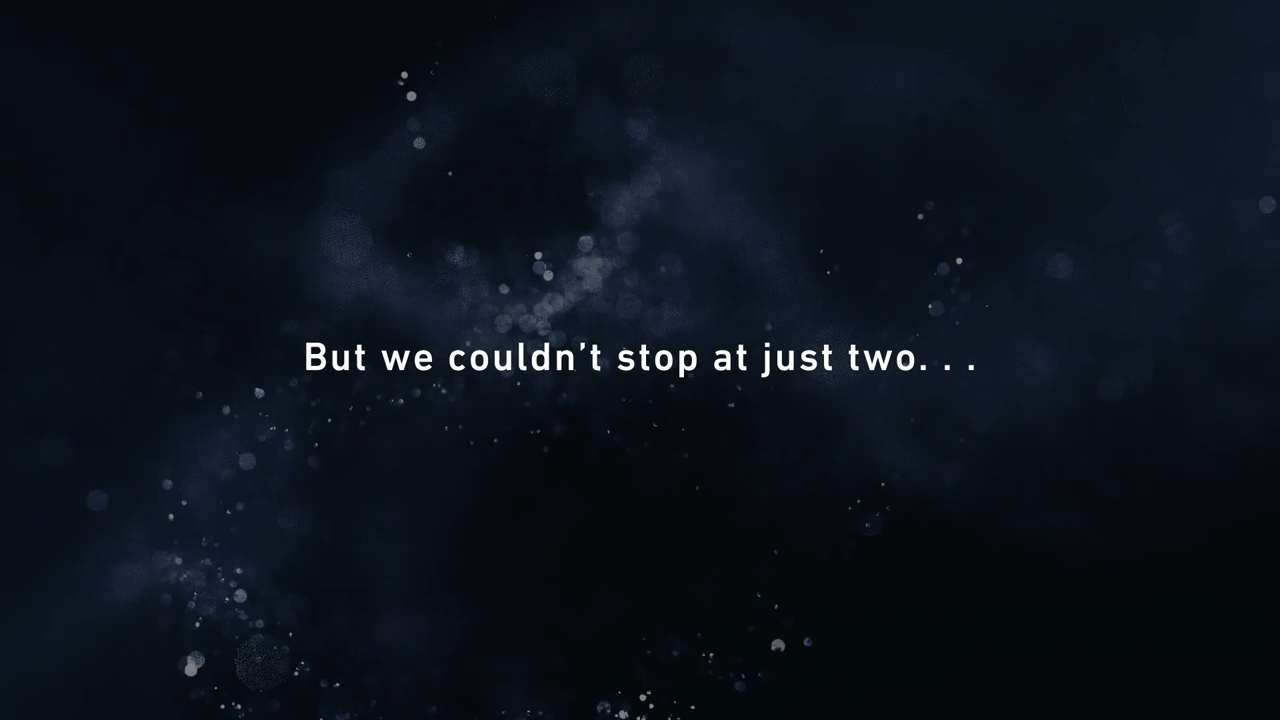 But we couldn’t stop at just two. . .